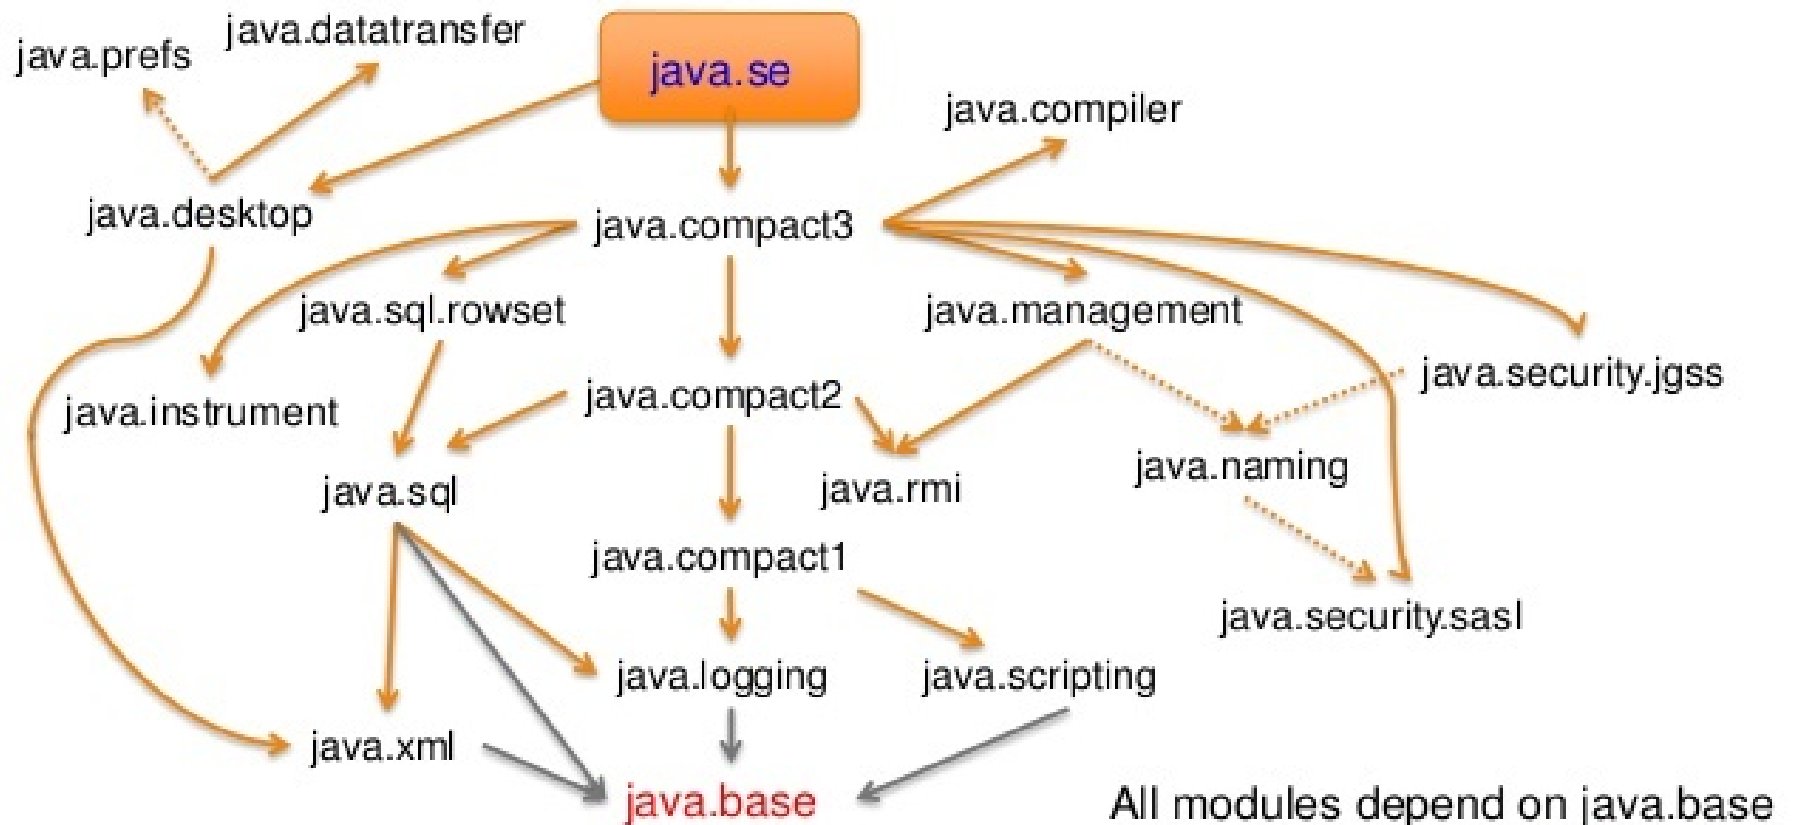 java.prefs
java.datatransfer
java.se
java.compiler
java.desktop
java.compact3
java.sql.rowset
java.management
java.instrument
java.compact2
java.security.jgss
java.sql
java.rmi
java.naming
java.compact1
java.security.sasl
java.logging
java.scripting
java.xml
java.base
All modules depend on java.base